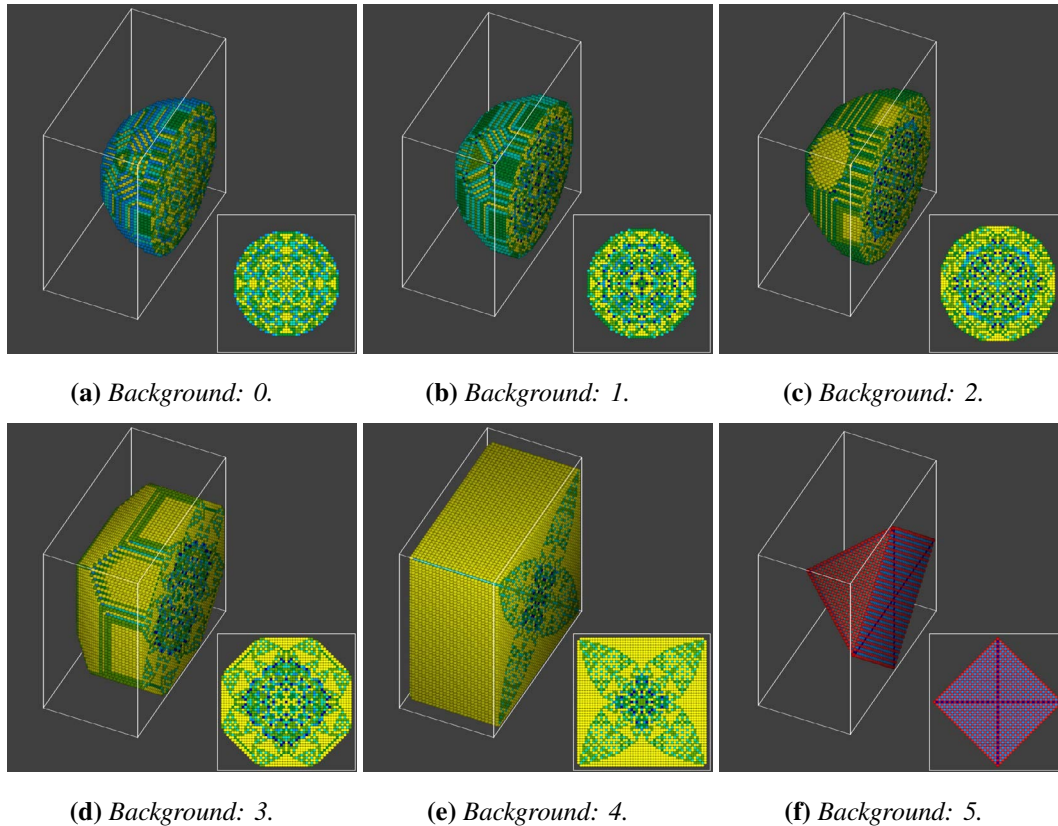 (a) Background: 0.
(b) Background: 1.
(c) Background: 2.
(d) Background: 3.
(e) Background: 4.
(f) Background: 5.